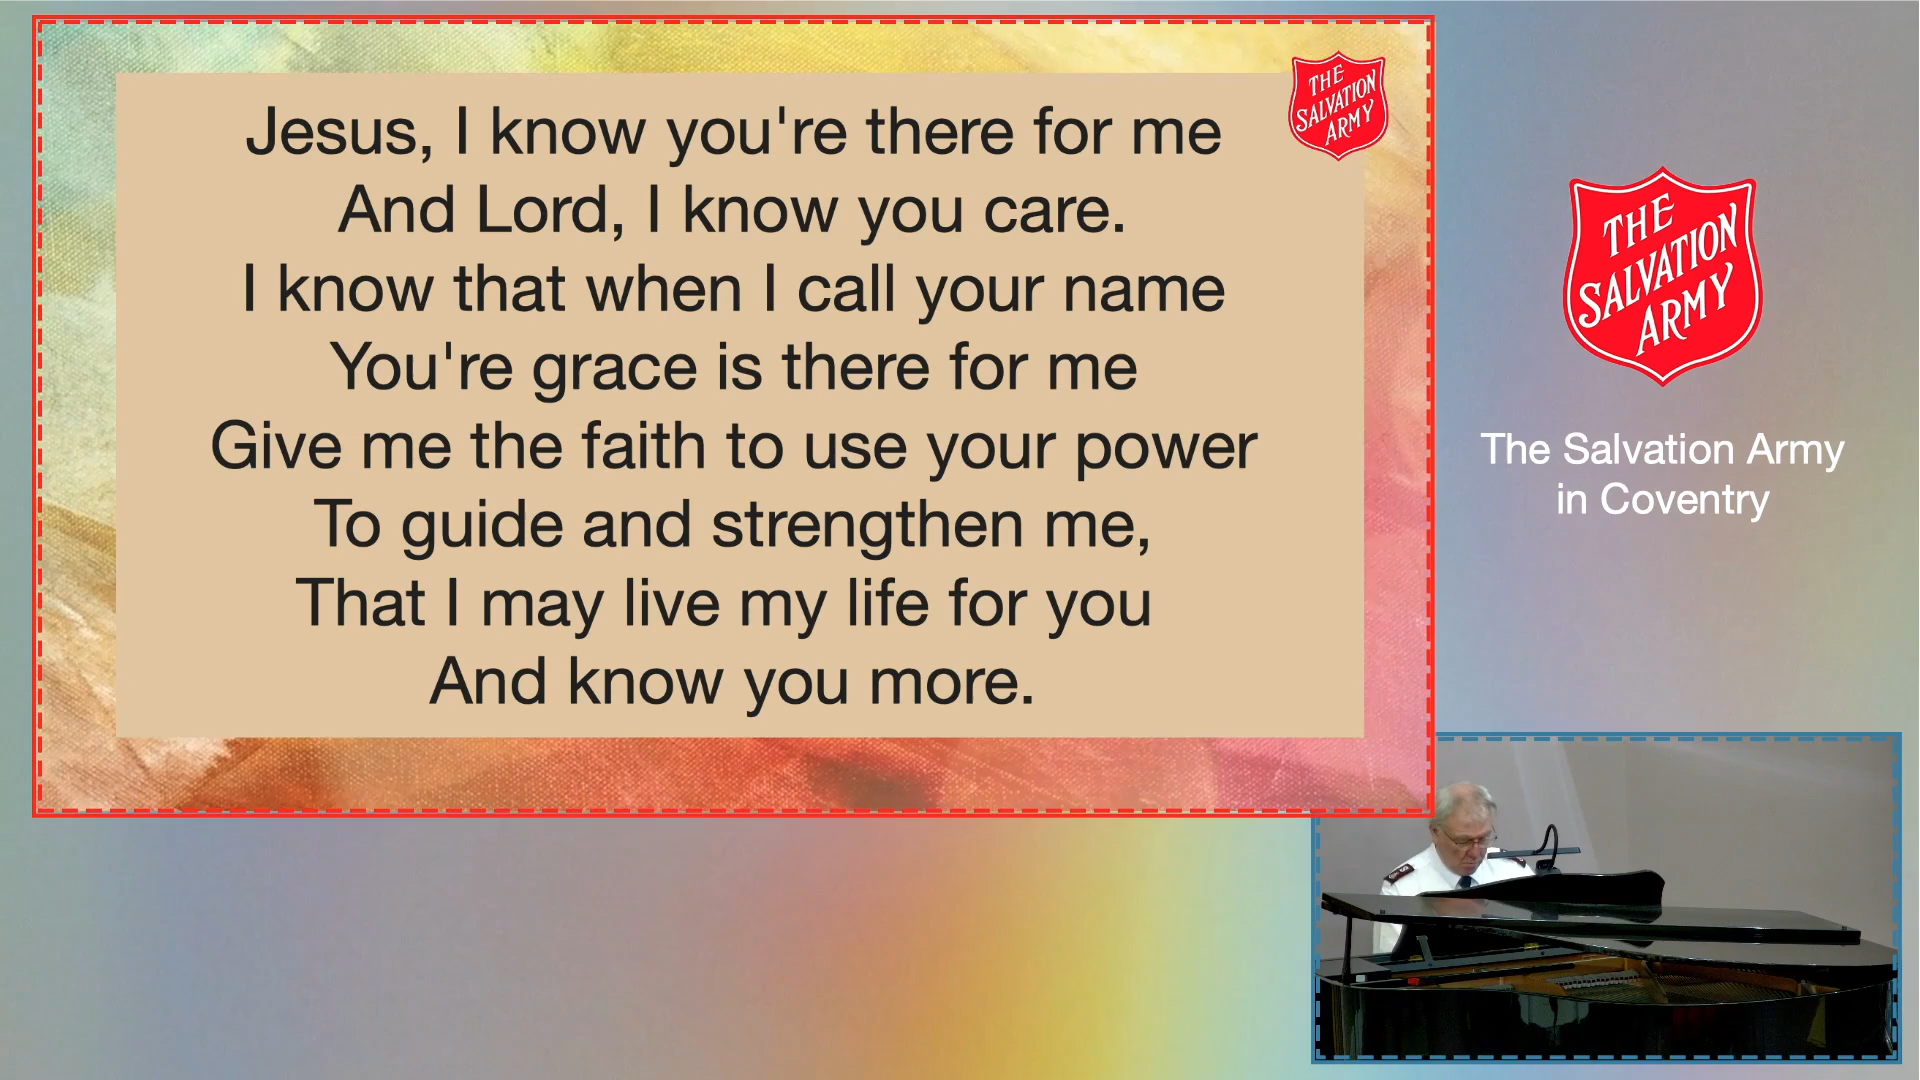 Jesus, I know you're there for me
And Lord, I know you care.
I know that when I call your name
You're grace is there for me
Give me the faith to use your power
To guide and strengthen me,
That I may live my life for you
And know you more.
THE
SALVATION
ARMY
THE
SALVATION
ARMY
The Salvation Army
in Coventry